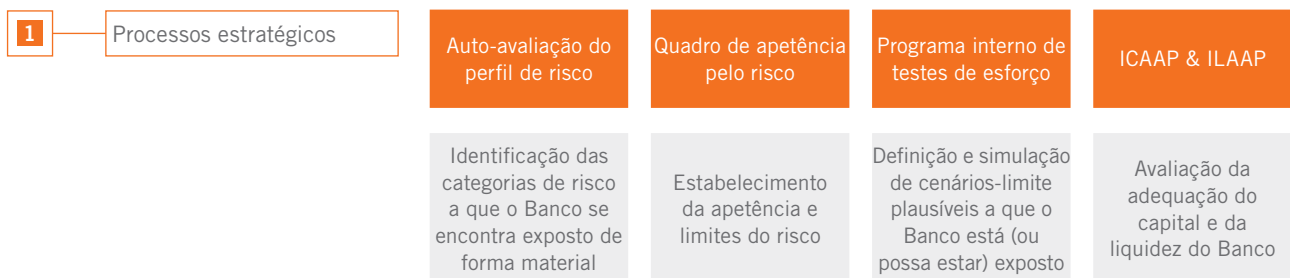 1
Processos estratégicos
Auto-avaliação do
perfil de risco
Quadro de apetência
pelo risco
Programa interno de
testes de esforço
ICAAP & ILAAP
Identificação das
categorias de risco
a que o Banco se
encontra exposto de
forma material
Estabelecimento
da apetência e
limites do risco
Definição e simulação
de cenários-limite
plausíveis a que o
Banco está (ou
possa estar) exposto
Avaliação da
adequação do
capital e da
liquidez do Banco